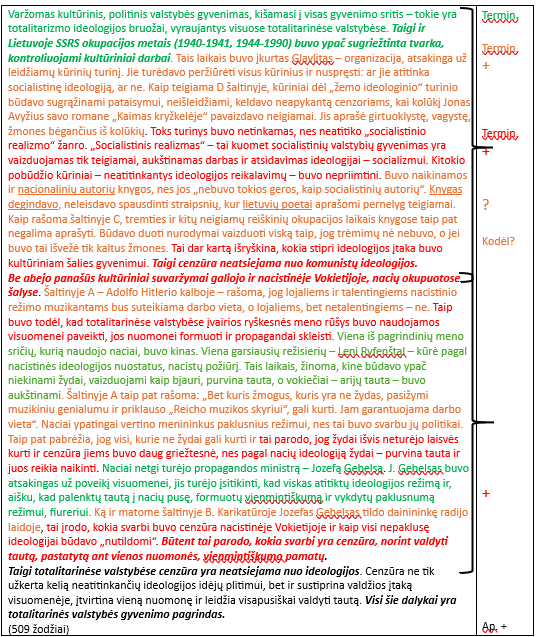 Varžomas kultūrinis, politinis valstybės gyvenimas, kišamasi į visas gyvenimo sritis – tokie yra
totalitarizmo ideologijos bruožai, vyraujantys visuose totalitarinėse valstybėse. Taigi ir
Lietuvoje SSRS okupacijos metais (1940-1941, 1944-1990) buvo ypač sugriežtinta tvarka,
kontroliuojami kultūriniai darbai. Tais laikais buvo įkurtas Glavlitas – organizacija, atsakinga už
leidžiamų kūrinių turinį. Jie turėdavo peržiūrėti visus kūrinius ir nuspręsti: ar jie atitinka
socialistinę ideologiją, ar ne. Kaip teigiama D šaltinyje, kūriniai dėl „žemo ideologinio“ turinio
būdavo sugrąžinami pataisymui, neišleidžiami, keldavo neapykantą cenzoriams, kai kolūkį Jonas
Avyžius savo romane „Kaimas kryžkelėje“ pavaizdavo neigiamai. Jis aprašė girtuoklystę, vagystę,
žmones bėgančius iš kolūkių. Toks turinys buvo netinkamas, nes neatitiko „socialistinio
realizmo“ žanro. „Socialistinis realizmas“ – tai kuomet socialistinių valstybių gyvenimas yra
vaizduojamas tik teigiamai, aukštinamas darbas ir atsidavimas ideologijai – socializmui. Kitokio
pobūdžio kūriniai – neatitinkantys ideologijos reikalavimų – buvo nepriimtini. Buvo naikinamos
ir nacionalinių autorių knygos, nes jos „nebuvo tokios geros, kaip socialistinių autorių“. Knygas
degindavo, neleisdavo spausdinti straipsnių, kur lietuvių poetai aprašomi pernelyg teigiamai.
Kaip rašoma šaltinyje C, tremties ir kitų neigiamų reiškinių okupacijos laikais knygose taip pat
negalima aprašyti. Būdavo duoti nurodymai vaizduoti viską taip, jog trėmimų nė nebuvo, o jei
buvo tai išvežė tik kaltus žmones. Tai dar kartą išryškina, kokia stipri ideologijos įtaka buvo
kultūriniam šalies gyvenimui. Taigi cenzūra neatsiejama nuo komunistų ideologijos.
Be abejo panašūs kultūriniai suvaržymai galiojo ir nacistinėje Vokietijoje, nacių okupuotose
šalyse. Šaltinyje A – Adolfo Hitlerio kalboje – rašoma, jog lojaliems ir talentingiems nacistinio
režimo muzikantams bus suteikiama darbo vieta, o lojaliems, bet netalentingiems – ne. Taip
buvo todėl, kad totalitarinėse valstybėse įvairios ryškesnės meno rūšys buvo naudojamos
visuomenei paveikti, jos nuomonei formuoti ir propagandai skleisti. Viena iš pagrindinių meno
sričių, kurią naudojo naciai, buvo kinas. Viena garsiausių režisierių – Leni Ryfenštal – kūrė pagal
nacistinės ideologijos nuostatus, nacistų požiūrį. Tais laikais, žinoma, kine būdavo ypač
niekinami žydai, vaizduojami kaip bjauri, purvina tauta, o vokiečiai – arijų tauta – buvo
aukštinami. Šaltinyje A taip pat rašoma: „Bet kuris žmogus, kuris yra ne žydas, pasižymi
muzikiniu genialumu ir priklauso „Reicho muzikos skyriui“, gali kurti. Jam garantuojama darbo
vieta“. Naciai ypatingai vertino menininkus paklusnius režimui, nes tai buvo svarbu jų politikai.
Taip pat pabrėžia, jog visi, kurie ne žydai gali kurti ir tai parodo, jog žydai išvis neturėjo laisvės
kurti ir cenzūra jiems buvo daug griežtesnė, nes pagal nacių ideologiją žydai – purvina tauta ir
juos reikia naikinti. Naciai netgi turėjo propagandos ministrą – Jozefą Gebelsą. J. Gebelsas buvo
atsakingas už poveikį visuomenei, jis turėjo įsitikinti, kad viskas atitiktų ideologijos režimą ir,
aišku, kad palenktų tautą į nacių pusę, formuotų vienmintiškumą ir vykdytų paklusnumą
režimui, fiureriui. Ką ir matome šaltinyje B. Karikatūroje Jozefas Gebelsas tildo dainininkę radijo
laidoje, tai įrodo, kokia svarbi buvo cenzūra nacistinėje Vokietijoje ir kaip visi nepaklusę
ideologijai būdavo „nutildomi“. Būtent tai parodo, kokia svarbi yra cenzūra, norint valdyti
tautą, pastatytą ant vienos nuomonės, vienmintiškumo pamatų.
Taigi totalitarinėse valstybėse cenzūra yra neatsiejama nuo ideologijos. Cenzūra ne tik
užkerta kelią neatitinkančių ideologijos idėjų plitimui, bet ir sustiprina valdžios įtaką
visuomenėje, įtvirtina vieną nuomonę ir leidžia visapusiškai valdyti tautą. Visi šie dalykai yra
totalitarinės valstybės gyvenimo pagrindas.
(509 žodžiai)
Termin.
Termin.
+
Termin.
+
?
Kodėl?
+
Ap. +